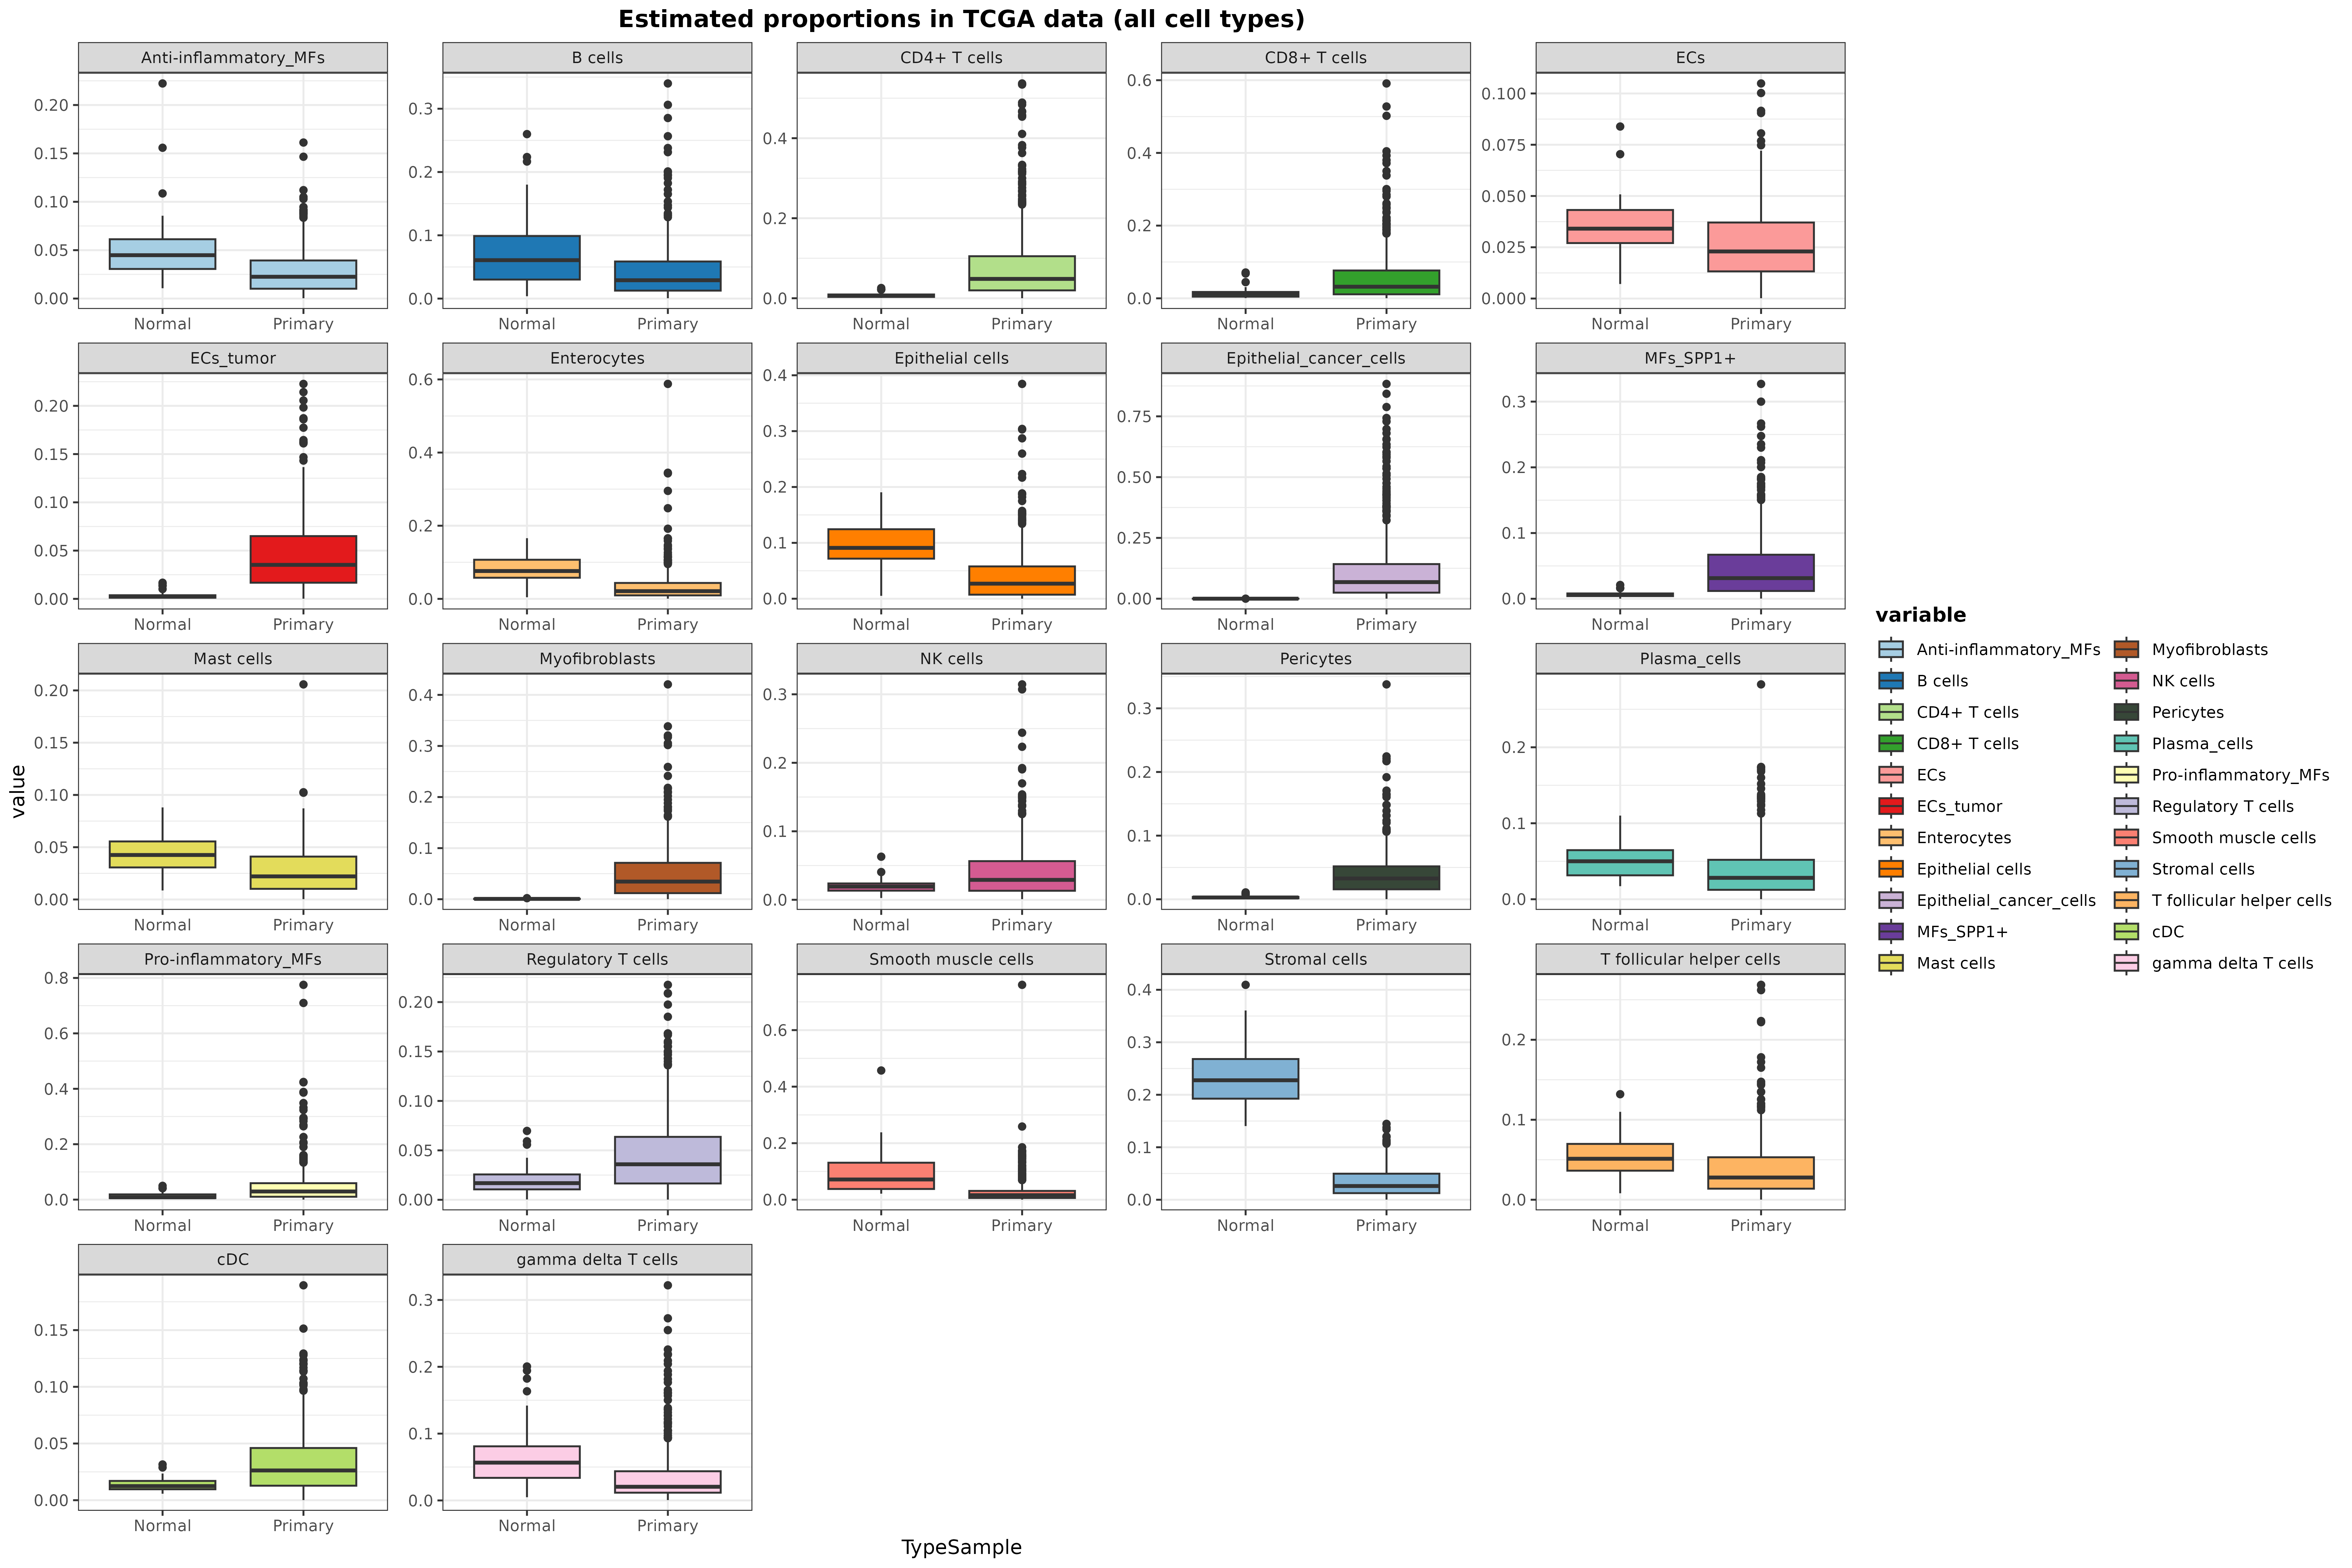 Estimated proportions in TCGA data (all cell types)
Anti-inflammatory_MFs
0.20
0.15
0.10
0.05
0.00
Normal Primary
B cells
0.3
0.2
0.1
0.0
Normal Primary
CD4+ T cells
0.4
0.2
0.0
Normal Primary
CD8+ T cells
0.6
0.4
0.2
0.0
Normal Primary
ECs
0.100
0.075
0.050
0.025
0.000
Normal Primary
ECs_tumor
0.20
0.15
0.10
0.05
0.00
Normal Primary
Enterocytes
0.6
0.4
0.2
0.0
Normal Primary
Epithelial cells
0.4
0.3
0.2
0.1
0.0
Normal Primary
Epithelial_cancer_cells
0.75
0.50
0.25
0.00
Normal Primary
MFs_SPP1+
0.3
0.2
0.1
0.0
Normal Primary
Mast cells
0.20
0.15
0.10
0.05
0.00
Normal Primary
Myofibroblasts
0.4
0.3
0.2
0.1
0.0
Normal Primary
NK cells
0.3
0.2
0.1
0.0
Normal Primary
Pericytes
0.3
0.2
0.1
0.0
Normal Primary
Plasma_cells
0.2
0.1
0.0
Normal Primary
Pro-inflammatory_MFs
0.8
0.6
0.4
0.2
0.0
Normal Primary
Regulatory T cells
0.20
0.15
0.10
0.05
0.00
Normal Primary
Smooth muscle cells
0.6
0.4
0.2
0.0
Normal Primary
Stromal cells
0.4
0.3
0.2
0.1
0.0
Normal Primary
T follicular helper cells
0.2
0.1
0.0
Normal Primary
cDC
0.15
0.10
0.05
0.00
Normal Primary
gamma delta T cells
0.3
0.2
0.1
0.0
Normal Primary
value
TypeSample
variable
Anti-inflammatory_MFs
B cells
CD4+ T cells
CD8+ T cells
ECs
ECs_tumor
Enterocytes
Epithelial cells
Epithelial_cancer_cells
MFs_SPP1+
Mast cells
Myofibroblasts
NK cells
Pericytes
Plasma_cells
Pro-inflammatory_MFs
Regulatory T cells
Smooth muscle cells
Stromal cells
T follicular helper cells
cDC
gamma delta T cells